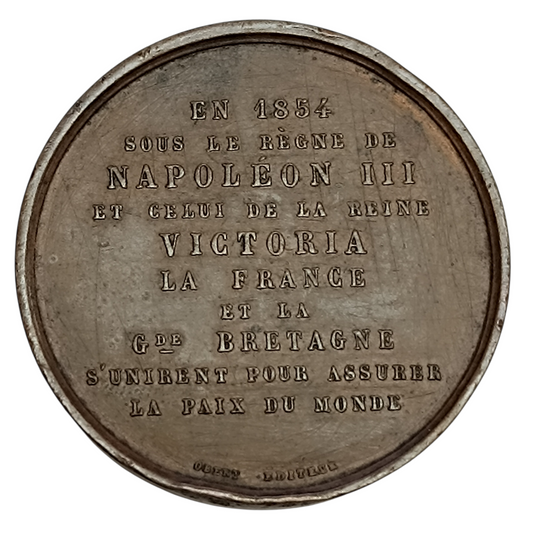 EN 1854
SOUS LE RÈGNE DE
NAPOLÉON III
ET CELUI DE LA REINE
VICTORIA
LA FRANCE
ET LA
GDE BRETAGNE
S'UNIRENT POUR ASSURER
LA PAIX DU MONDE
EDITEUR